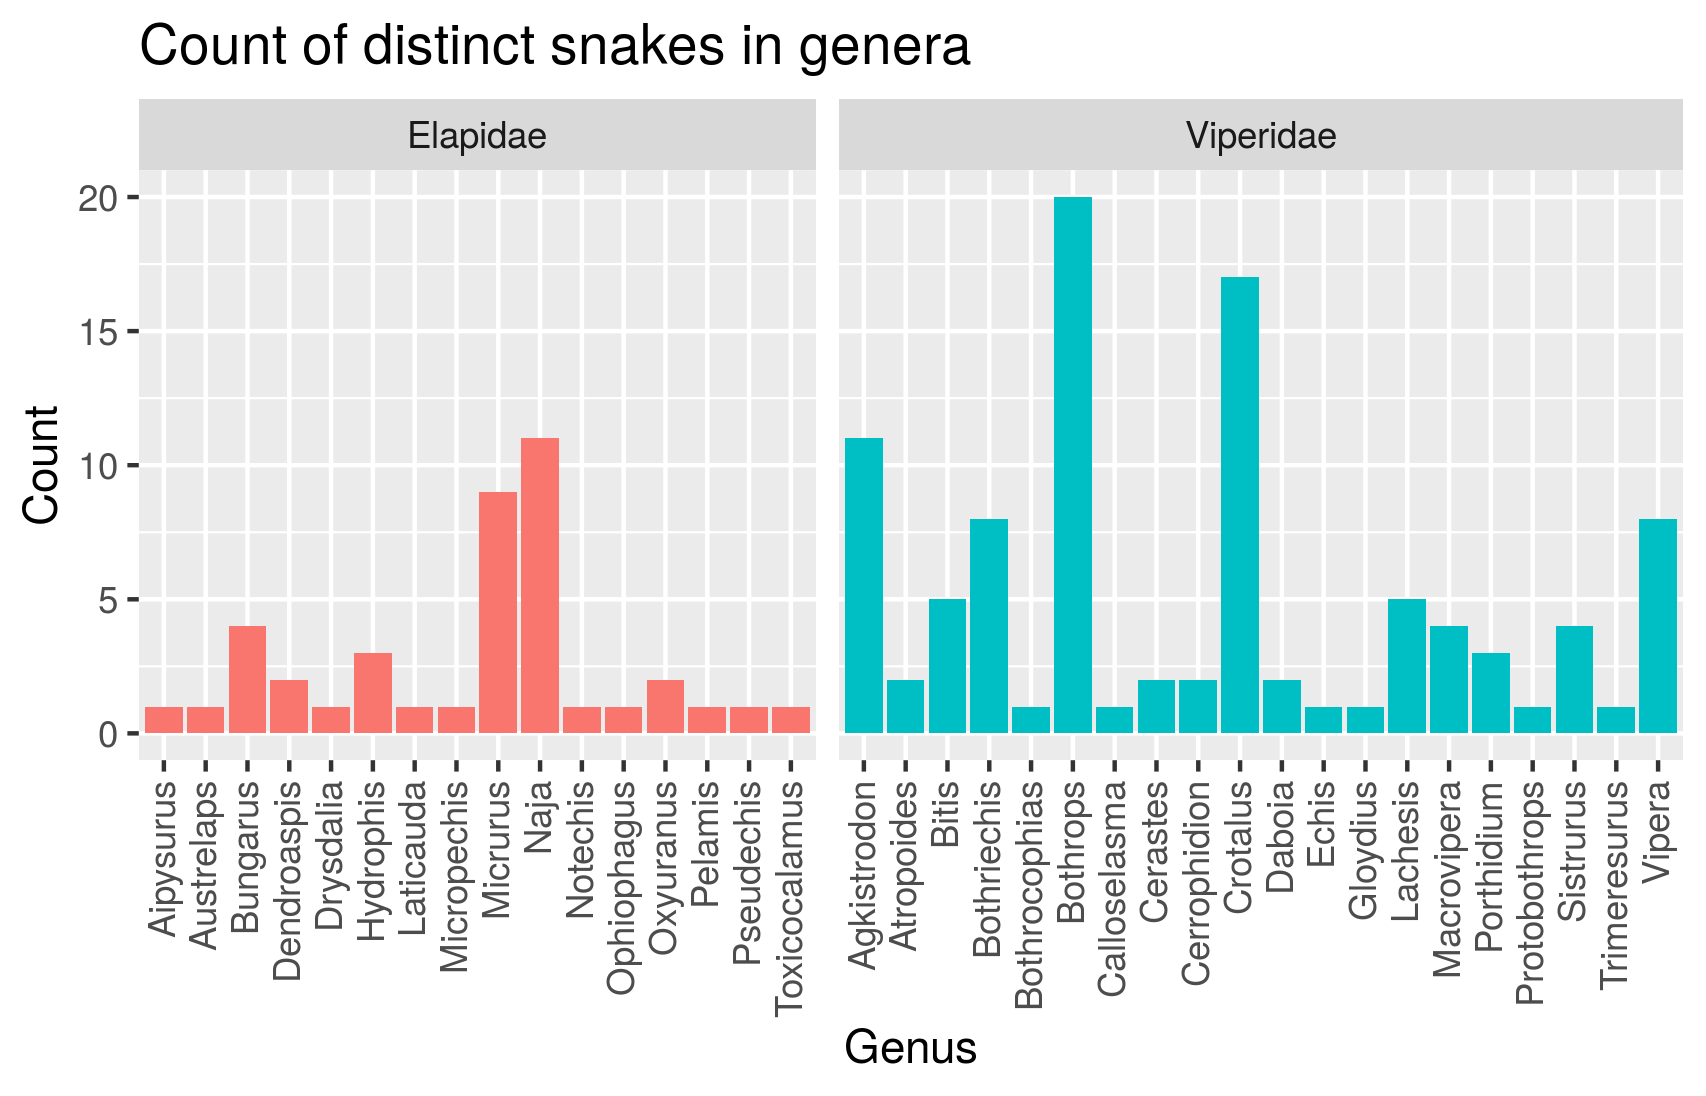 Count of distinct snakes in genera
Elapidae
Viperidae
Count
20
15
10
5
0
Aipysurus
Austrelaps
Bungarus
Dendroaspis
Drysdalia
Hydrophis
Laticauda
Micropechis
Micrurus
Naja
Notechis
Ophiophagus
Oxyuranus
Pelamis
Pseudechis
Toxicocalamus
Agkistrodon
Atropoides
Bitis
Bothriechis
Bothrocophias
Bothrops
Calloselasma
Cerastes
Cerrophidion
Crotalus
Daboia
Echis
Gloydius
Lachesis
Macrovipera
Porthidium
Protobothrops
Sistrurus
Trimeresurus
Vipera
Genus